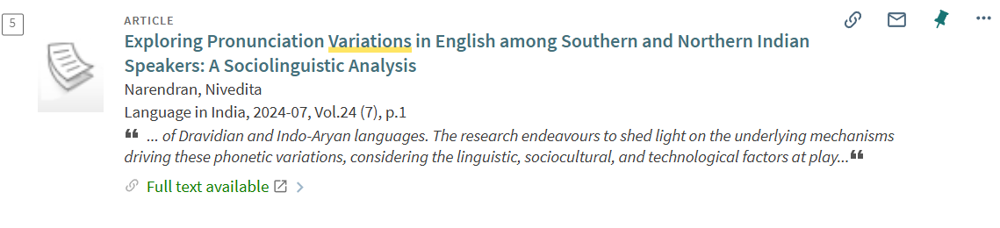 5
ARTICLE
Exploring Pronunciation Variations in English among Southern and Northern Indian
Speakers: A Sociolinguistic Analysis
Narendran, Nivedita
Language in India, 2024-07, Vol.24 (7), p.1
❝ ... of Dravidian and Indo-Aryan languages. The research endeavours to shed light on the underlying mechanisms
driving these phonetic variations, considering the linguistic, sociocultural, and technological factors at play...❝
Full text available